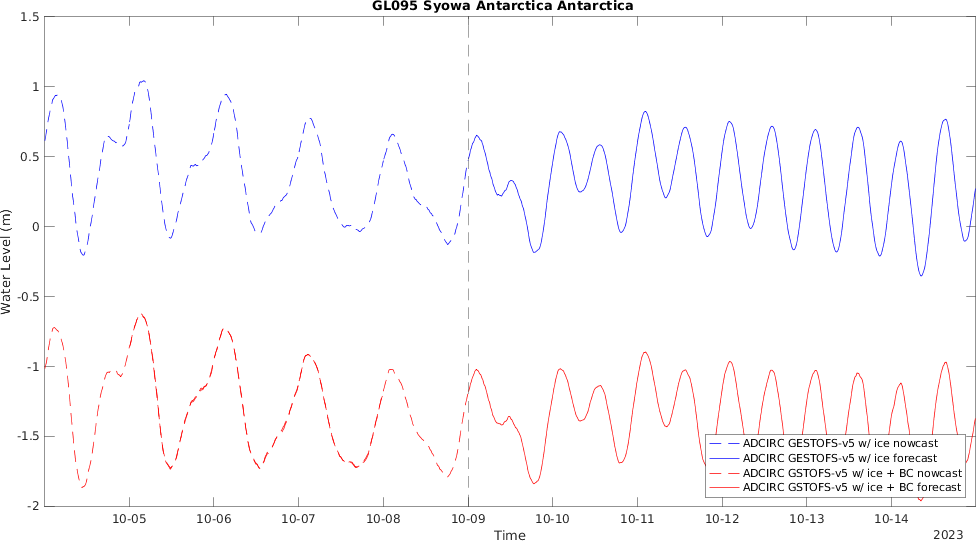 GL095 Syowa Antarctica Antarctica
1.5
1
0.5
0
-0.5
-1
-1.5
-2
Water Level (m)
ADCIRC GESTOFS-v5 w/ ice nowcast
ADCIRC GESTOFS-v5 w/ ice forecast
ADCIRC GSTOFS-v5 w/ ice + BC nowcast
ADCIRC GSTOFS-v5 w/ ice + BC forecast
10-05 10-06 10-07 10-08 10-09 10-10 10-11 10-12 10-13 10-14
Time
2023